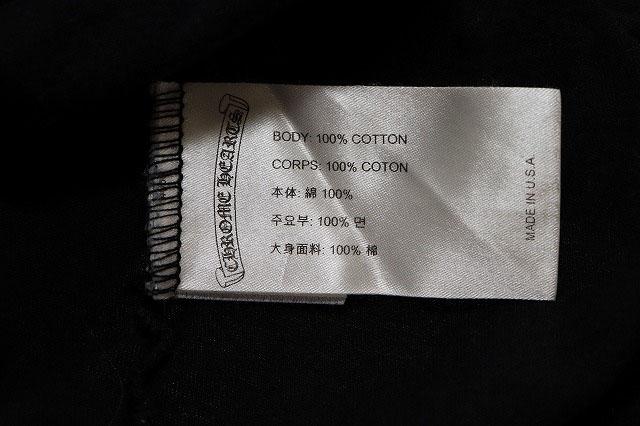 CHROME HEARTS
BODY: 100% COTTON
CORPS: 100% COTON
本体: 綿 100%
주요부: 100% 면
大身面料: 100% 棉
MADE IN U.S.A